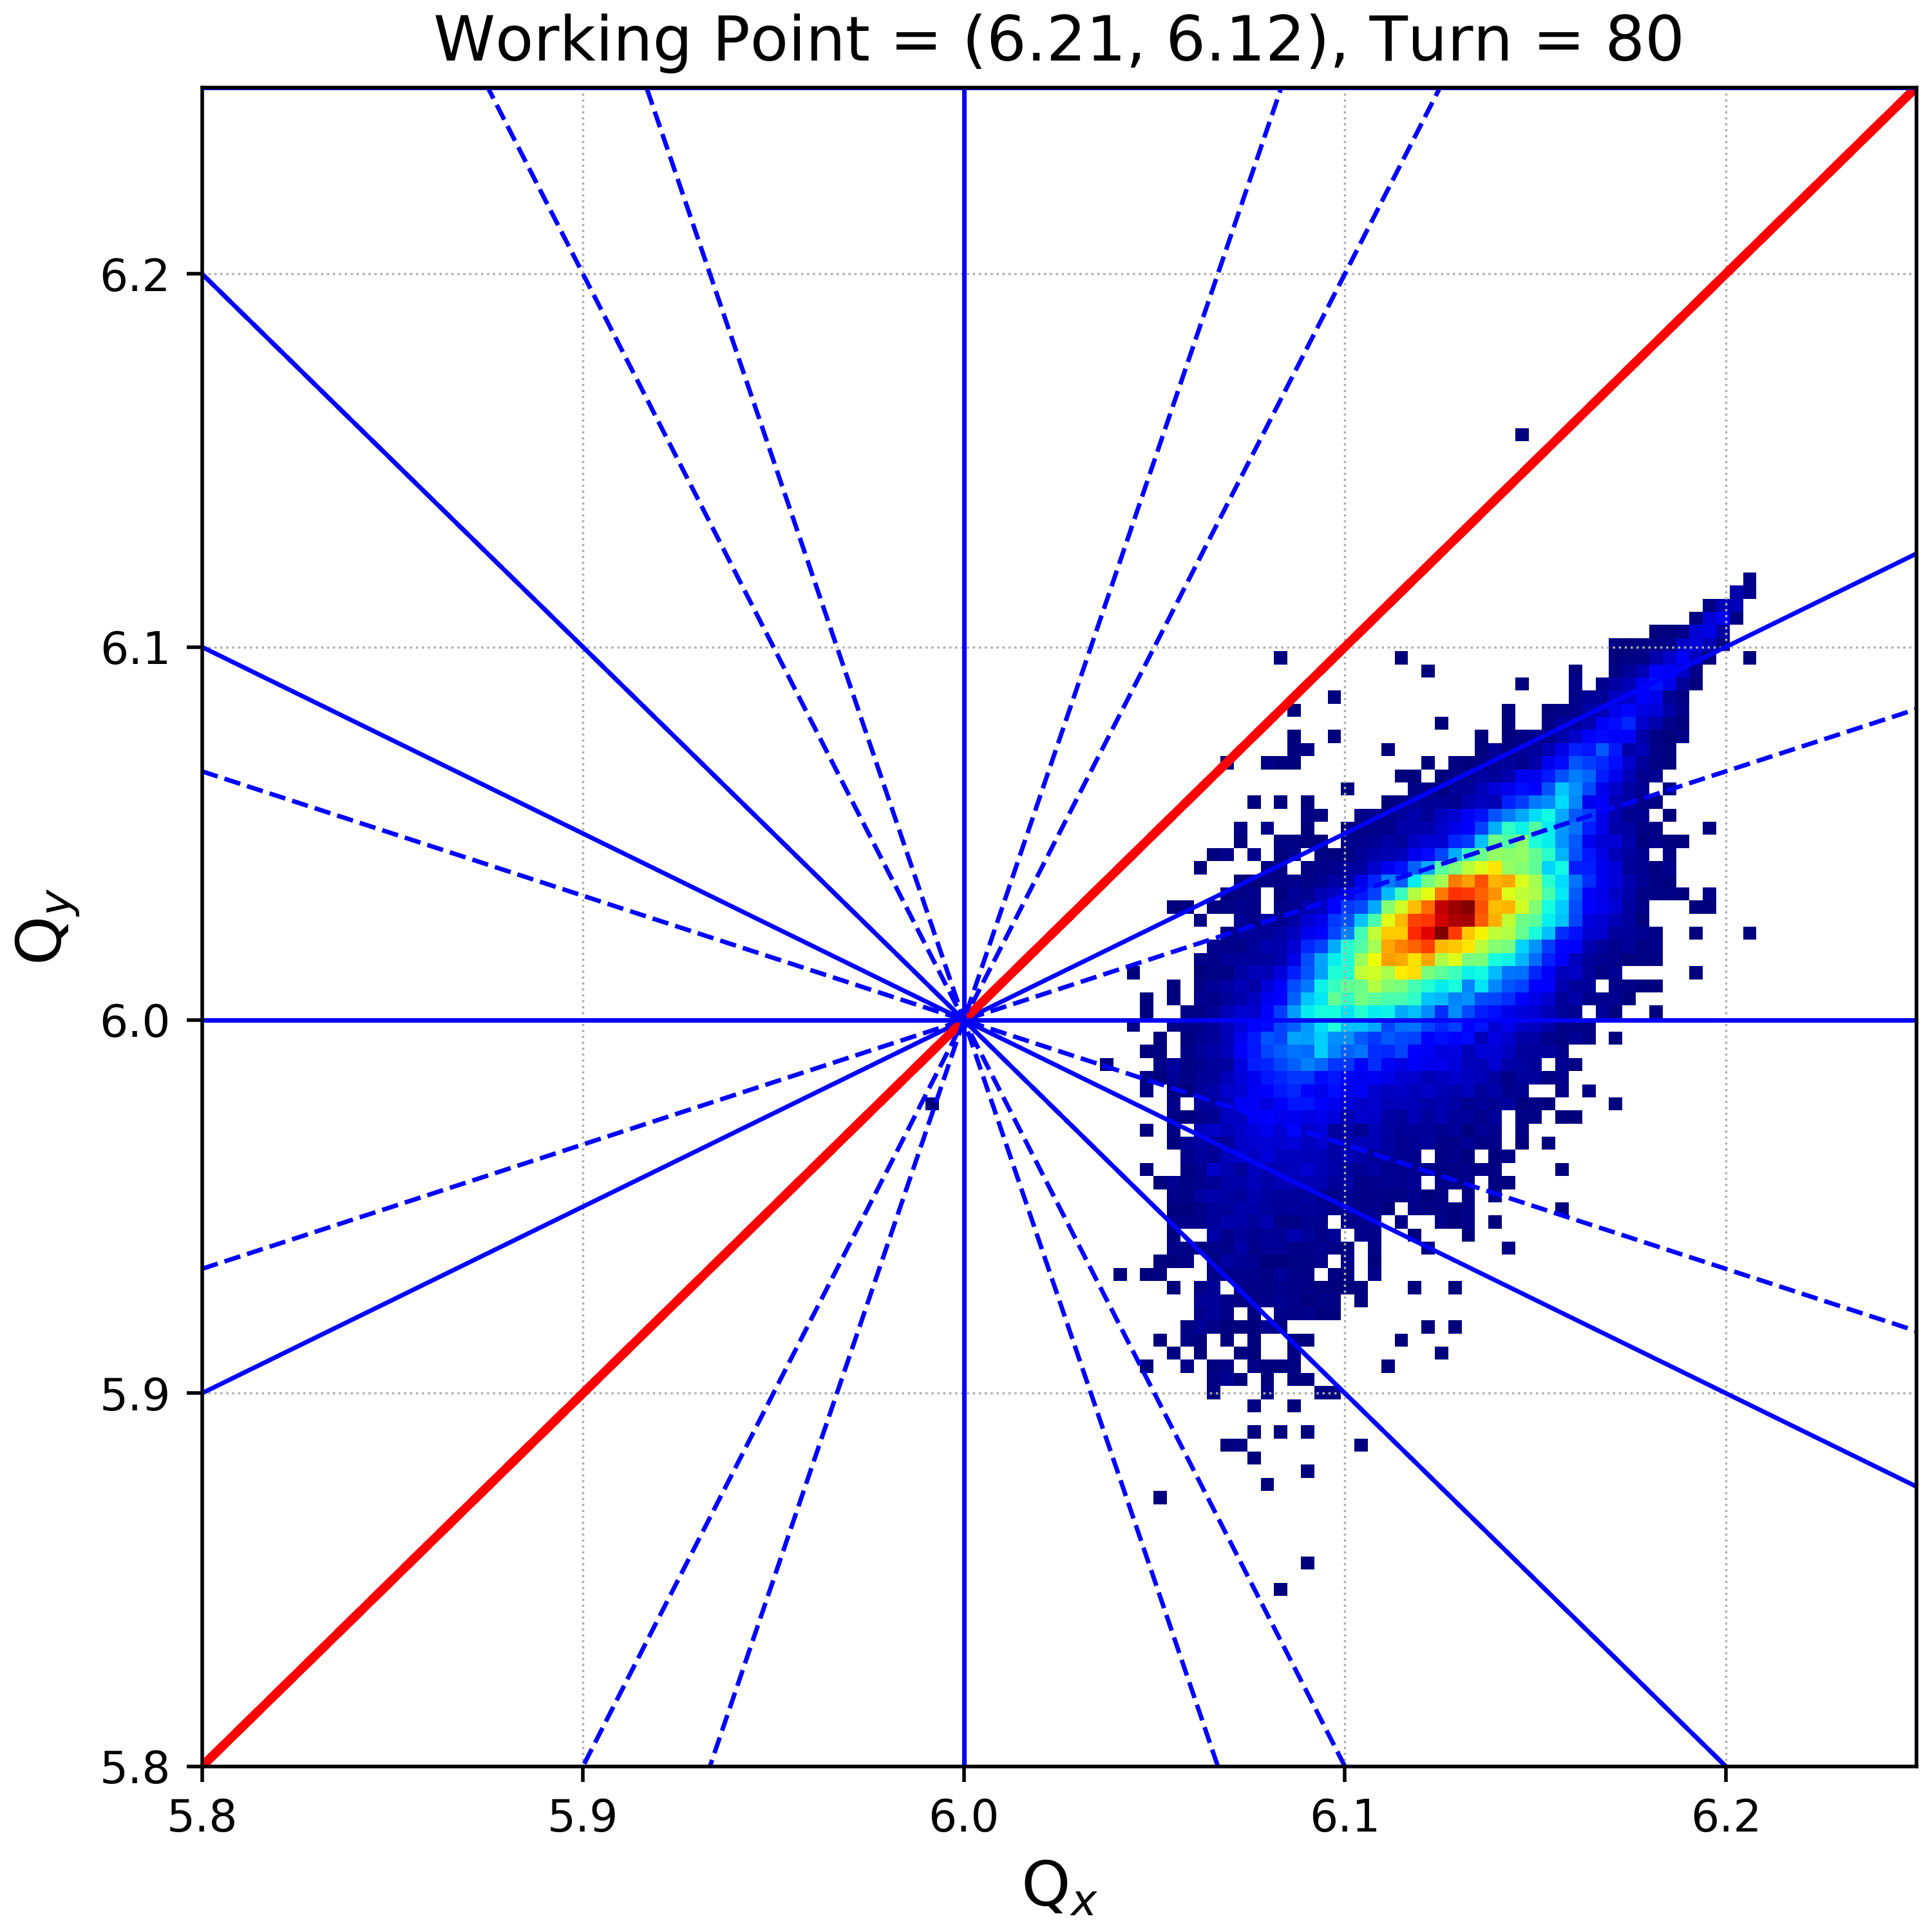 Working Point = (6.21, 6.12), Turn = 80
6.2
6.1
6.0
5.9
5.8
Qy
5.8 5.9 6.0 6.1 6.2
Qx